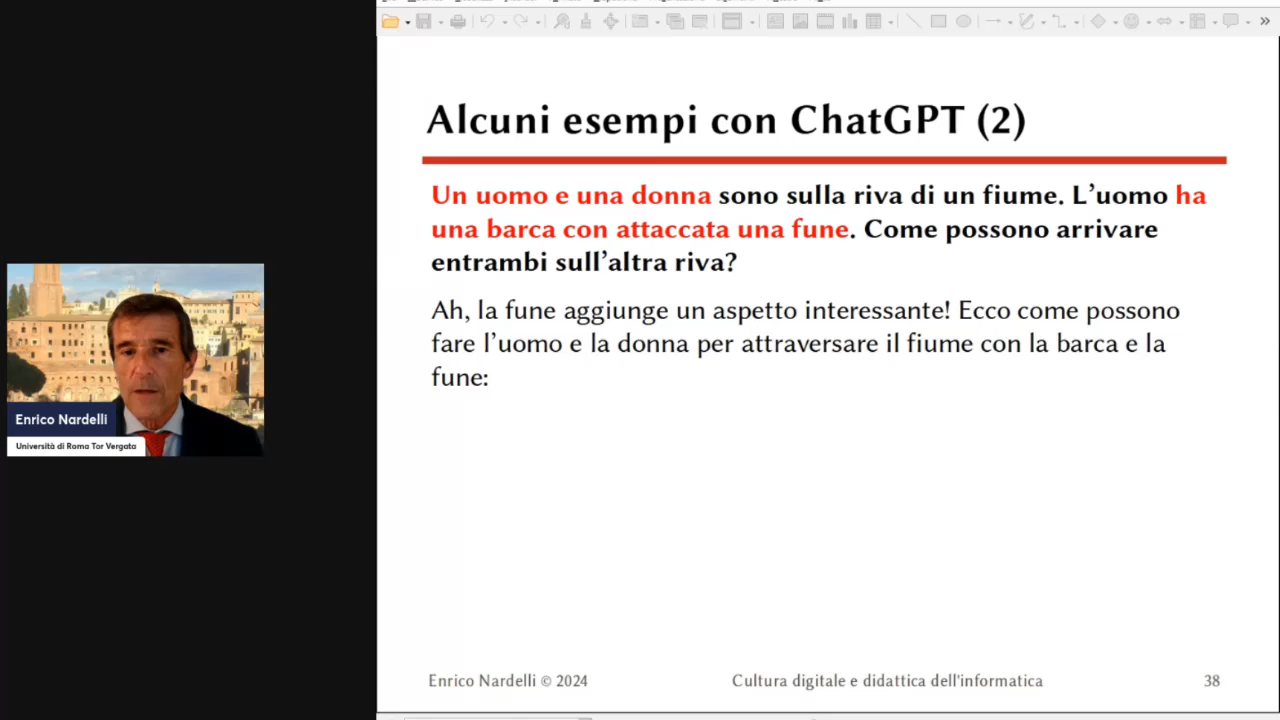 Alcuni esempi con ChatGPT (2)
Un uomo e una donna sono sulla riva di un fiume. L’uomo ha
una barca con attaccata una fune. Come possono arrivare
entrambi sull’altra riva?
Ah, la fune aggiunge un aspetto interessante! Ecco come possono
fare l’uomo e la donna per attraversare il fiume con la barca e la
fune:
Enrico Nardelli
Università di Roma Tor Vergata
Enrico Nardelli © 2024
Cultura digitale e didattica dell'informatica
38